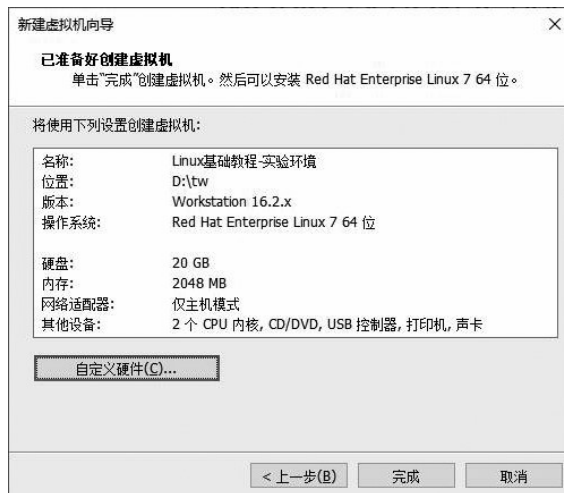 新建虚拟机向导
已准备好创建虚拟机
单击"完成"创建虚拟机。然后可以安装 Red Hat Enterprise Linux 7 64 位。
将使用下列设置创建虚拟机:
名称: Linux基础教程-实验环境
位置: D:\tw
版本: Workstation 16.2.x
操作系统: Red Hat Enterprise Linux 7 64 位
硬盘: 20 GB
内存: 2048 MB
网络适配器: 仅主机模式
其他设备: 2 个 CPU 内核, CD/DVD, USB 控制器, 打印机, 声卡
自定义硬件(C)...
< 上一步(B) 完成 取消